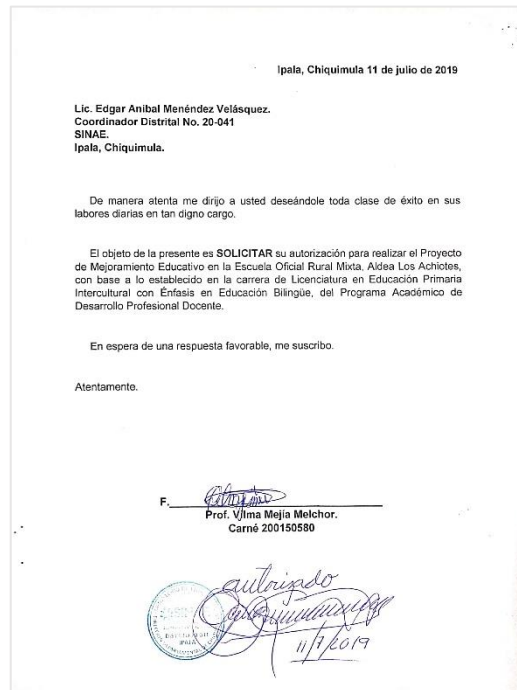 Ipala, Chiquimula 11 de julio de 2019
Lic. Edgar Aníbal Menéndez Velásquez.
Coordinador Distrital No. 20-041
SINAE.
Ipala, Chiquimula.
De manera atenta me dirijo a usted deseándole toda clase de éxito en sus
labores diarias en tan digno cargo.
El objeto de la presente es SOLICITAR su autorización para realizar el Proyecto
de Mejoramiento Educativo en la Escuela Oficial Rural Mixta, Aldea Los Achiotes,
con base a lo establecido en la carrera de Licenciatura en Educación Primaria
Intercultural con Énfasis en Educación Bilingüe, del Programa Académico de
Desarrollo Profesional Docente.
En espera de una respuesta favorable, me suscribo.
Atentamente.
F.
Prof. Vilma Mejía Melchor.
Carné 200150580
autorizado
11/7/2019
IPALA